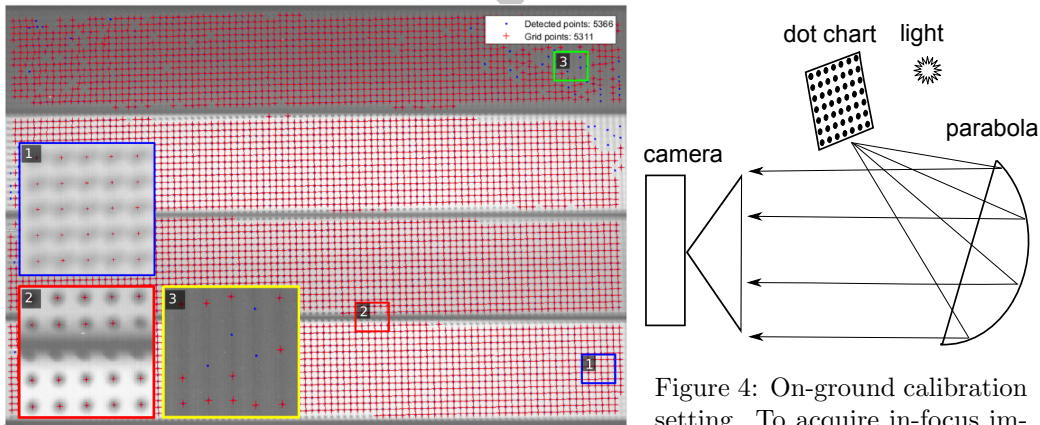 Detected points: 5366
Grid points: 5311
3
1
2
3
2
1
dot chart
light
parabola
camera
Figure 4: On-ground calibration
setting. To acquire in-focus im-